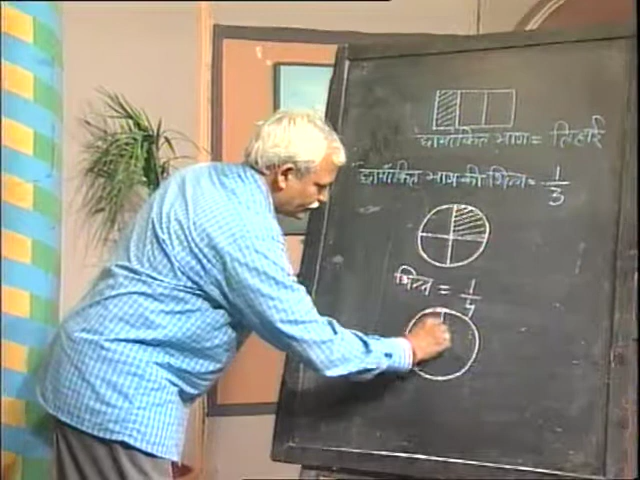 छायांकित भाग = तिहाई
छायांकित भाग की भिन्न = 1/3
भिन्न = 1/4